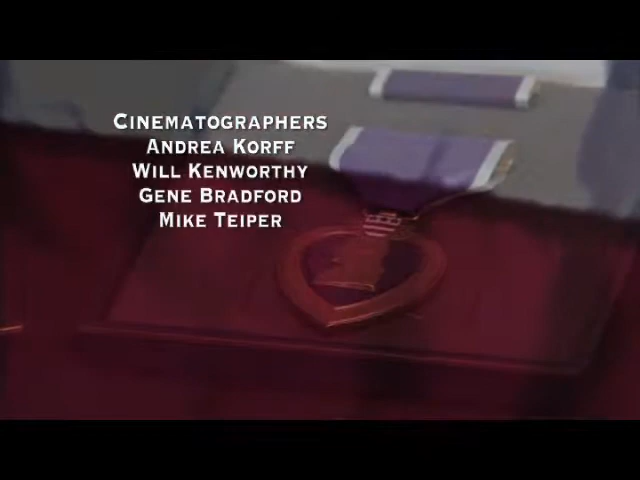 CINEMATOGRAPHERS
ANDREA KORFF
WILL KENWORTHY
GENE BRADFORD
MIKE TEIPER